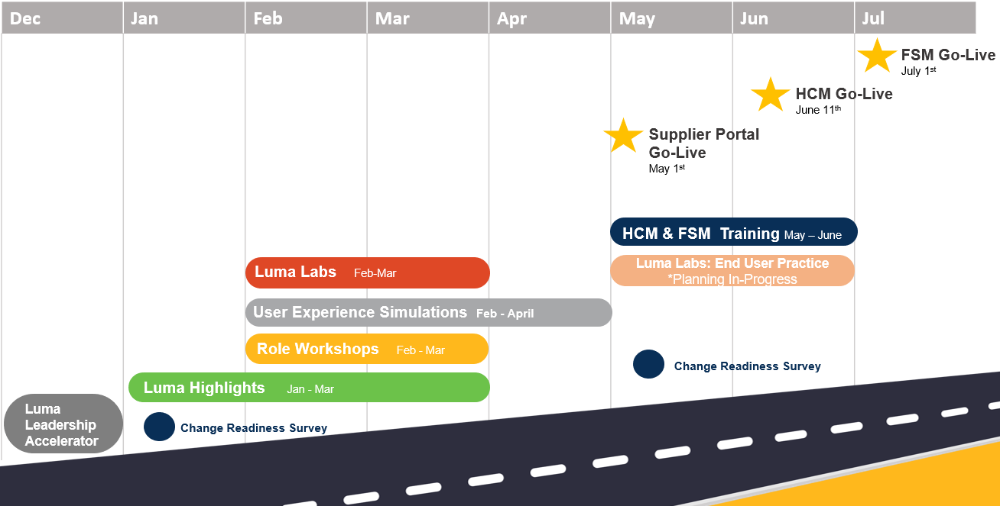 Dec Jan Feb Mar Apr May Jun Jul
FSM Go-Live
July 1st
HCM Go-Live
June 11th
Supplier Portal
Go-Live
May 1st
HCM & FSM Training May – June
Luma Labs: End User Practice
*Planning In-Progress
Luma Labs Feb-Mar
User Experience Simulations Feb - April
Role Workshops Feb - Mar
Change Readiness Survey
Luma Highlights Jan - Mar
Luma
Leadership
Accelerator
Change Readiness Survey